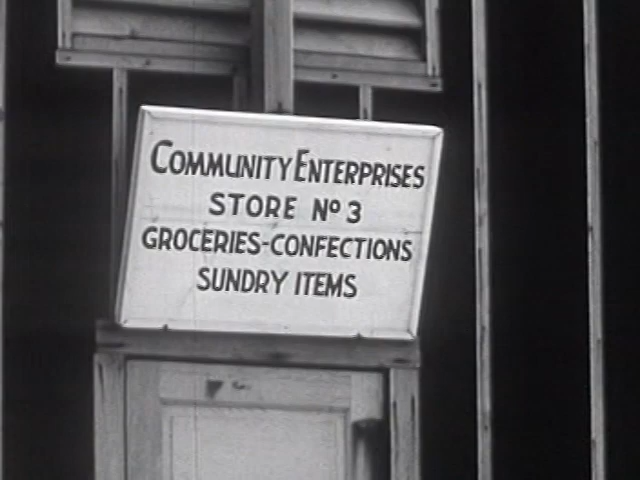 COMMUNITY ENTERPRISES
STORE Nº 3
GROCERIES-CONFECTIONS
SUNDRY ITEMS